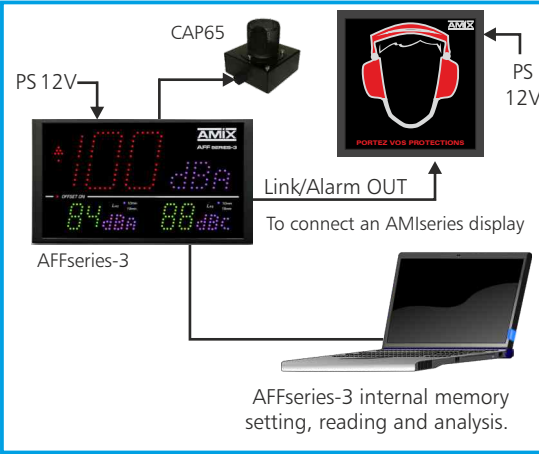 CAP65
PS 12V
AMIX
PS
12V
PORTEZ VOS PROTECTIONS
AMIX
AFF SERIES-3
100 dBA
OFFSET ON
84 dBA Leq
88 dBC Leq
Link/Alarm OUT
To connect an AMIseries display
AFFseries-3
AFFseries-3 internal memory
setting, reading and analysis.